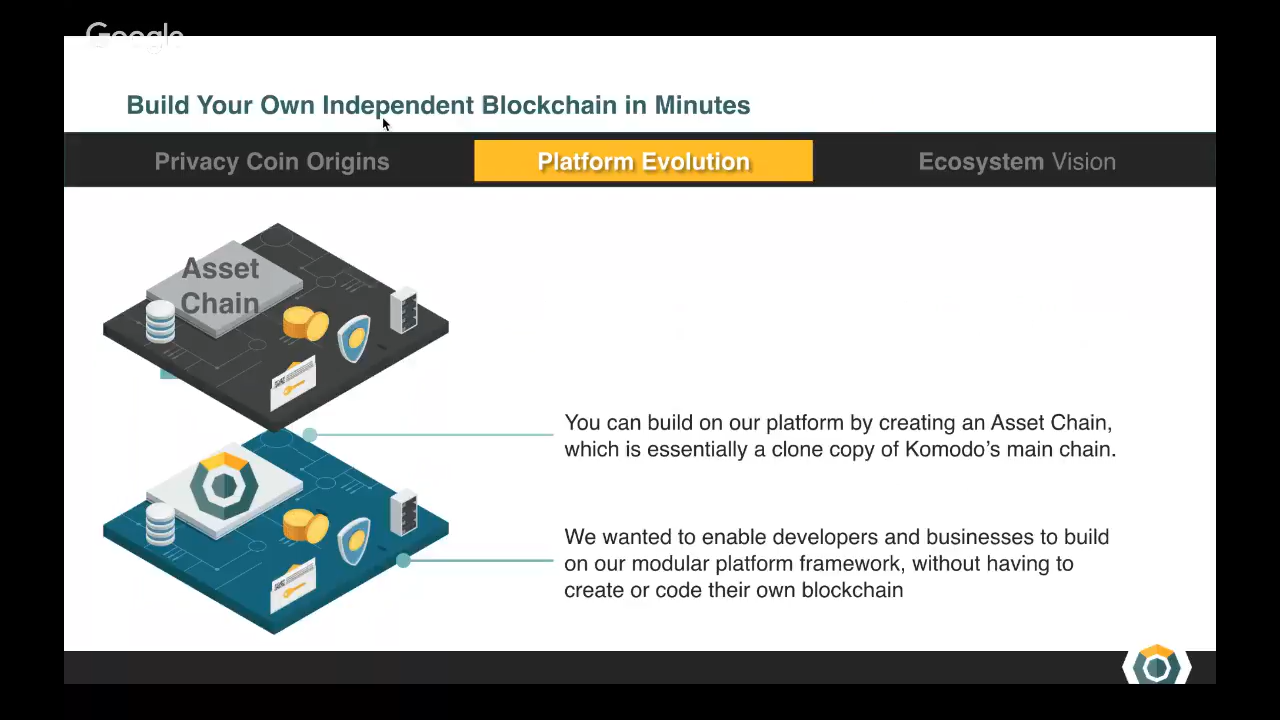 Google
Build Your Own Independent Blockchain in Minutes
Privacy Coin Origins
Platform Evolution
Ecosystem Vision
Asset
Chain
You can build on our platform by creating an Asset Chain,
which is essentially a clone copy of Komodo’s main chain.
We wanted to enable developers and businesses to build
on our modular platform framework, without having to
create or code their own blockchain